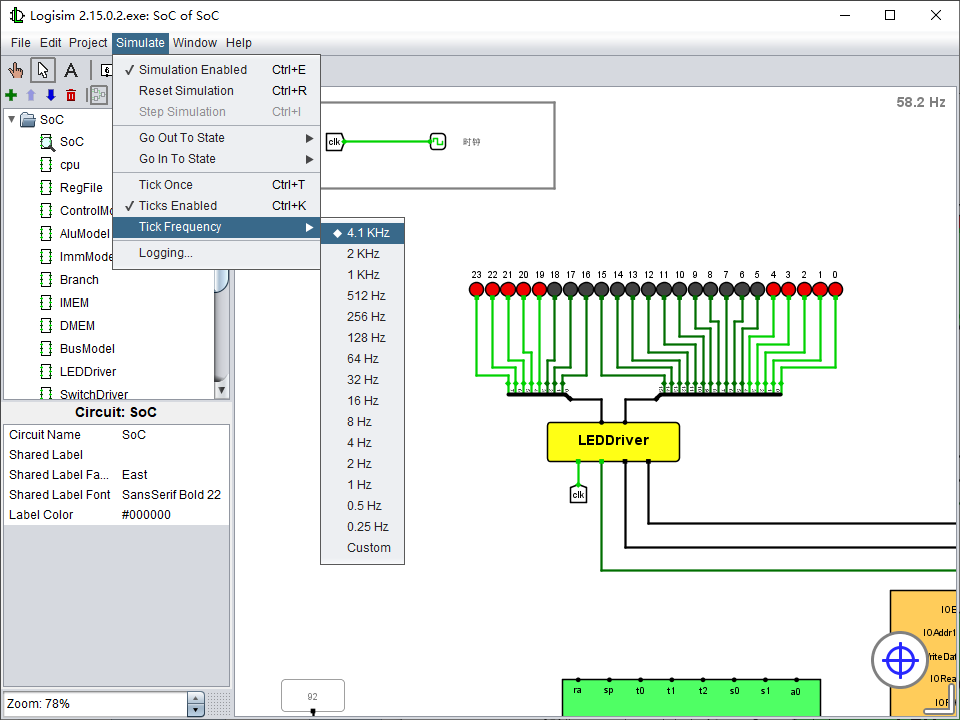 Logisim 2.15.0.2.exe: SoC of SoC
File Edit Project Simulate Window Help
Simulation Enabled Ctrl+E
Reset Simulation Ctrl+R
Step Simulation Ctrl+I
Go Out To State
Go In To State
Tick Once Ctrl+T
Ticks Enabled Ctrl+K
Tick Frequency
Logging...
4.1 KHz
2 KHz
1 KHz
512 Hz
256 Hz
128 Hz
64 Hz
32 Hz
16 Hz
8 Hz
4 Hz
2 Hz
1 Hz
0.5 Hz
0.25 Hz
Custom
SoC
SoC
cpu
RegFile
ControlMo
AluModel
ImmMode
Branch
IMEM
DMEM
BusModel
LEDDriver
SwitchDriver
Circuit: SoC
Circuit Name SoC
Shared Label
Shared Label Fa... East
Shared Label Font SansSerif Bold 22
Label Color #000000
Zoom: 78%
58.2 Hz
clk 时钟
23 22 21 20 19 18 17 16 15 14 13 12 11 10 9 8 7 6 5 4 3 2 1 0
LEDDriver
clk
92
ra sp t0 t1 t2 s0 s1 a0
IOE
IOAddr1
riteDat
IORea
IOR